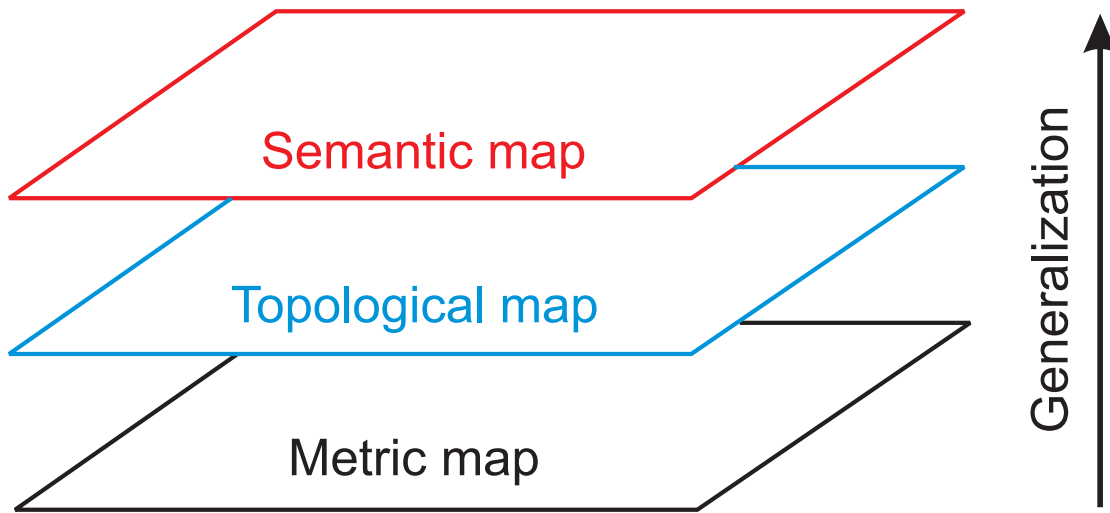 Semantic map
Topological map
Metric map
Generalization